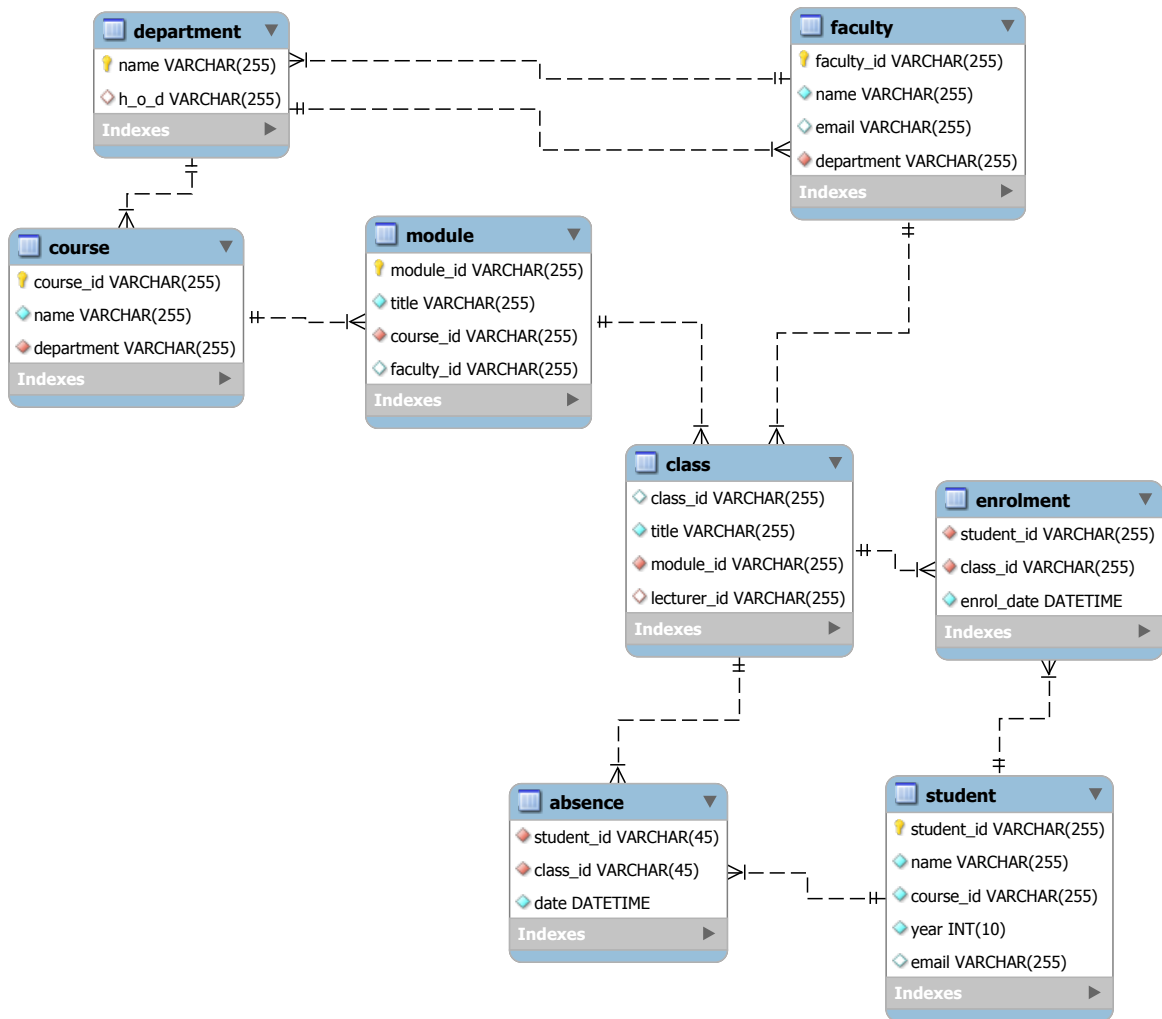 department
name VARCHAR(255)
h_o_d VARCHAR(255)
Indexes
faculty
faculty_id VARCHAR(255)
name VARCHAR(255)
email VARCHAR(255)
department VARCHAR(255)
Indexes
course
course_id VARCHAR(255)
name VARCHAR(255)
department VARCHAR(255)
Indexes
module
module_id VARCHAR(255)
title VARCHAR(255)
course_id VARCHAR(255)
faculty_id VARCHAR(255)
Indexes
class
class_id VARCHAR(255)
title VARCHAR(255)
module_id VARCHAR(255)
lecturer_id VARCHAR(255)
Indexes
enrolment
student_id VARCHAR(255)
class_id VARCHAR(255)
enrol_date DATETIME
Indexes
absence
student_id VARCHAR(45)
class_id VARCHAR(45)
date DATETIME
Indexes
student
student_id VARCHAR(255)
name VARCHAR(255)
course_id VARCHAR(255)
year INT(10)
email VARCHAR(255)
Indexes